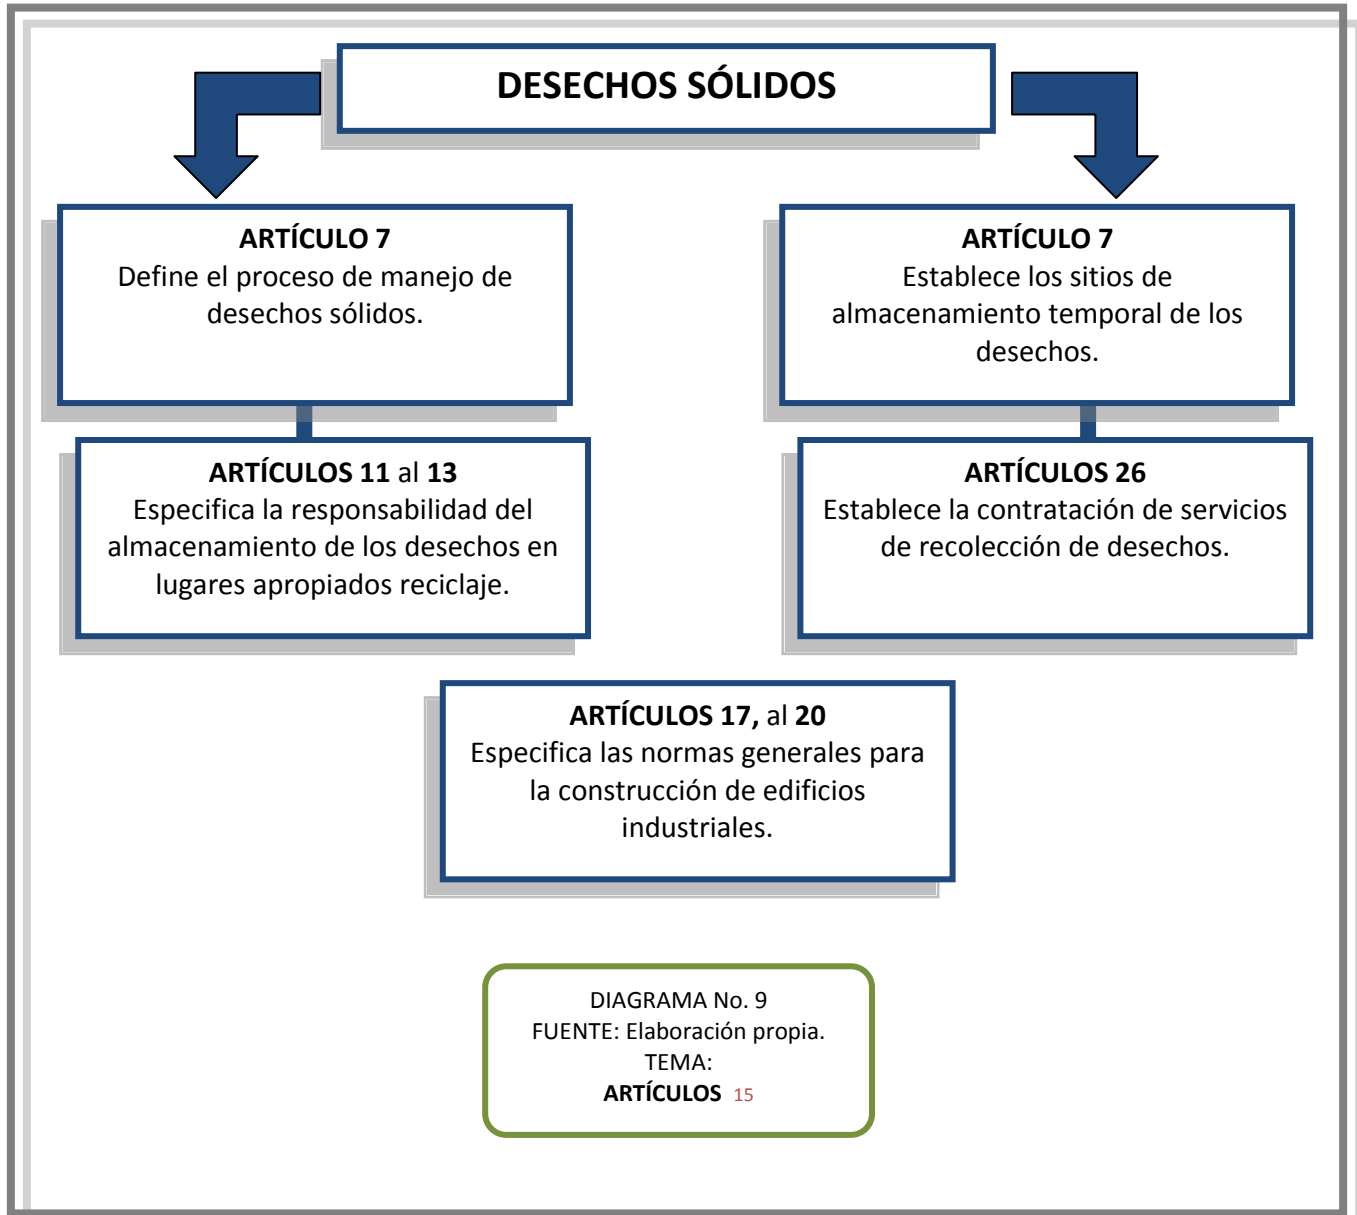 DESECHOS SÓLIDOS
ARTÍCULO 7
Define el proceso de manejo de
desechos sólidos.
ARTÍCULO 7
Establece los sitios de
almacenamiento temporal de los
desechos.
ARTÍCULOS 11 al 13
Especifica la responsabilidad del
almacenamiento de los desechos en
lugares apropiados reciclaje.
ARTÍCULOS 26
Establece la contratación de servicios
de recolección de desechos.
ARTÍCULOS 17, al 20
Especifica las normas generales para
la construcción de edificios
industriales.
DIAGRAMA No. 9
FUENTE: Elaboración propia.
TEMA:
ARTÍCULOS 15